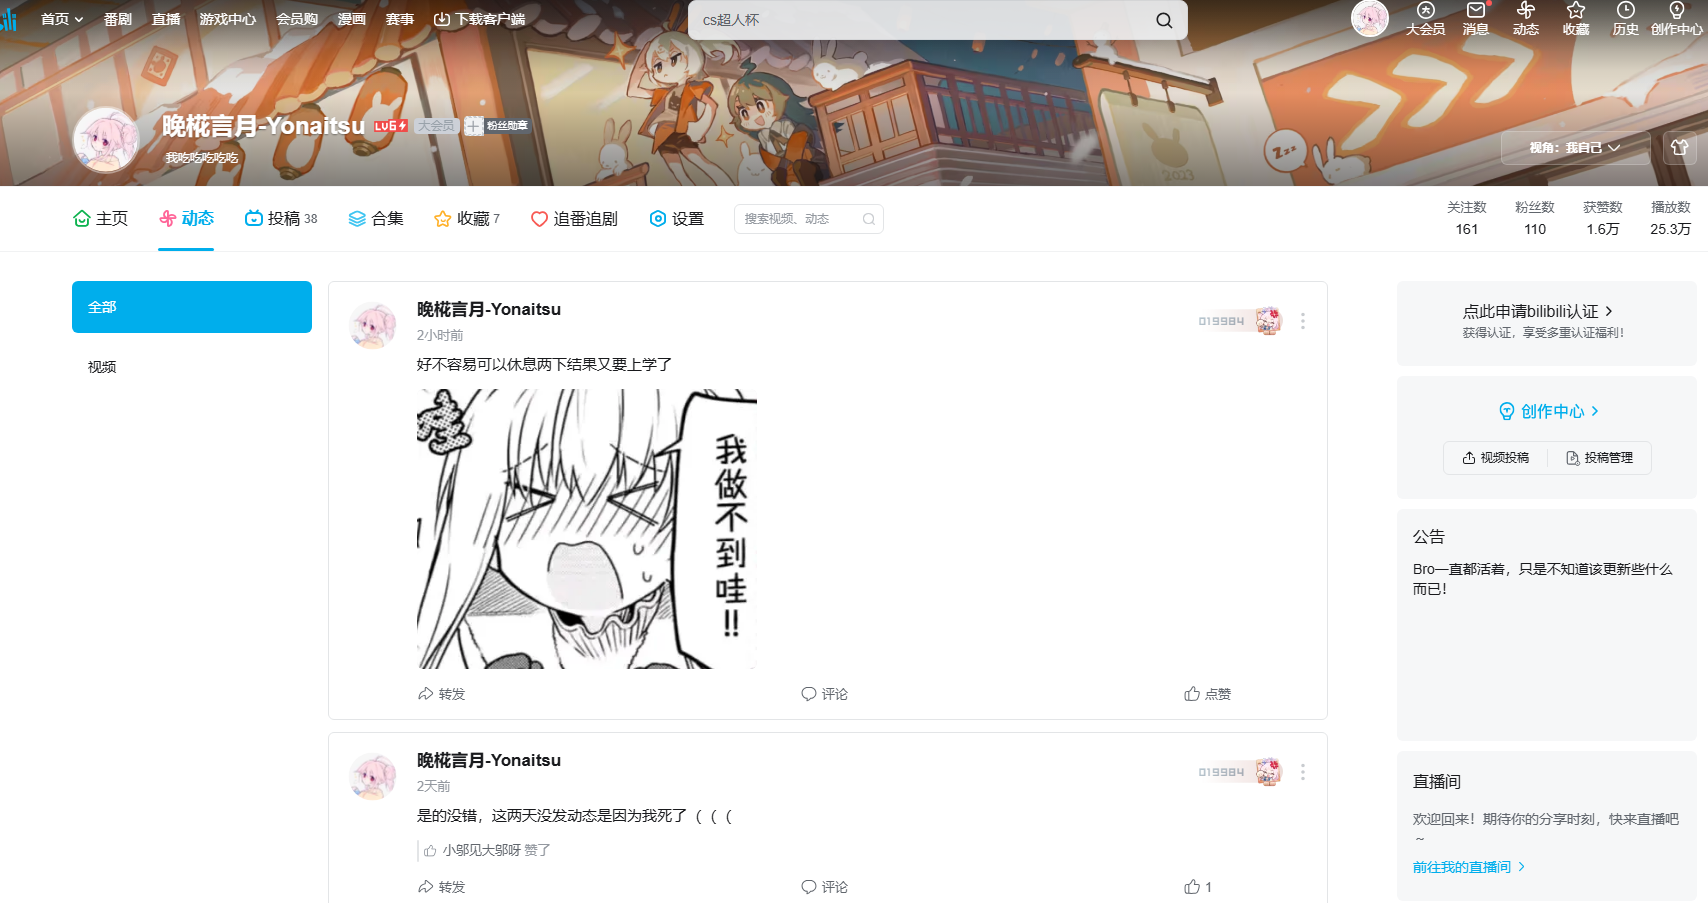 首页
番剧
直播
游戏中心
会员购
漫画
赛事
下载客户端
cs超人杯
大会员
消息
动态
收藏
历史
创作中心
晚椛言月-Yonaitsu
LV6
大会员
粉丝勋章
我吃吃吃吃吃
Zzz
2023
视角：我自己
主页
动态
投稿 38
合集
收藏 7
追番追剧
设置
搜索视频、动态
关注数
161
粉丝数
110
获赞数
1.6万
播放数
25.3万
全部
视频
晚椛言月-Yonaitsu
2小时前
019984
好不容易可以休息两下结果又要上学了
我做不到哇!!
转发
评论
点赞
晚椛言月-Yonaitsu
2天前
019984
是的没错，这两天没发动态是因为我死了（（（
小邬见大邬呀 赞了
转发
评论
1
点此申请bilibili认证
获得认证，享受多重认证福利！
创作中心
视频投稿
投稿管理
公告
Bro一直都活着，只是不知道该更新些什么
而已！
直播间
欢迎回来！期待你的分享时刻，快来直播吧
~
前往我的直播间